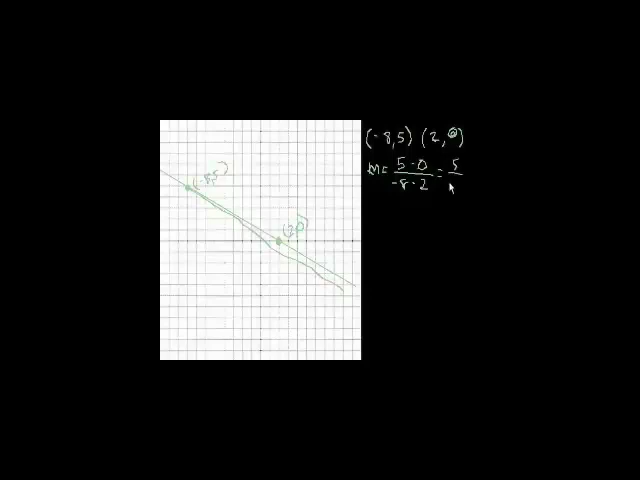 (-8,5) (2,0)
m= 5-0 / -8-2 = 5 /
(-8,5)
(2,0)